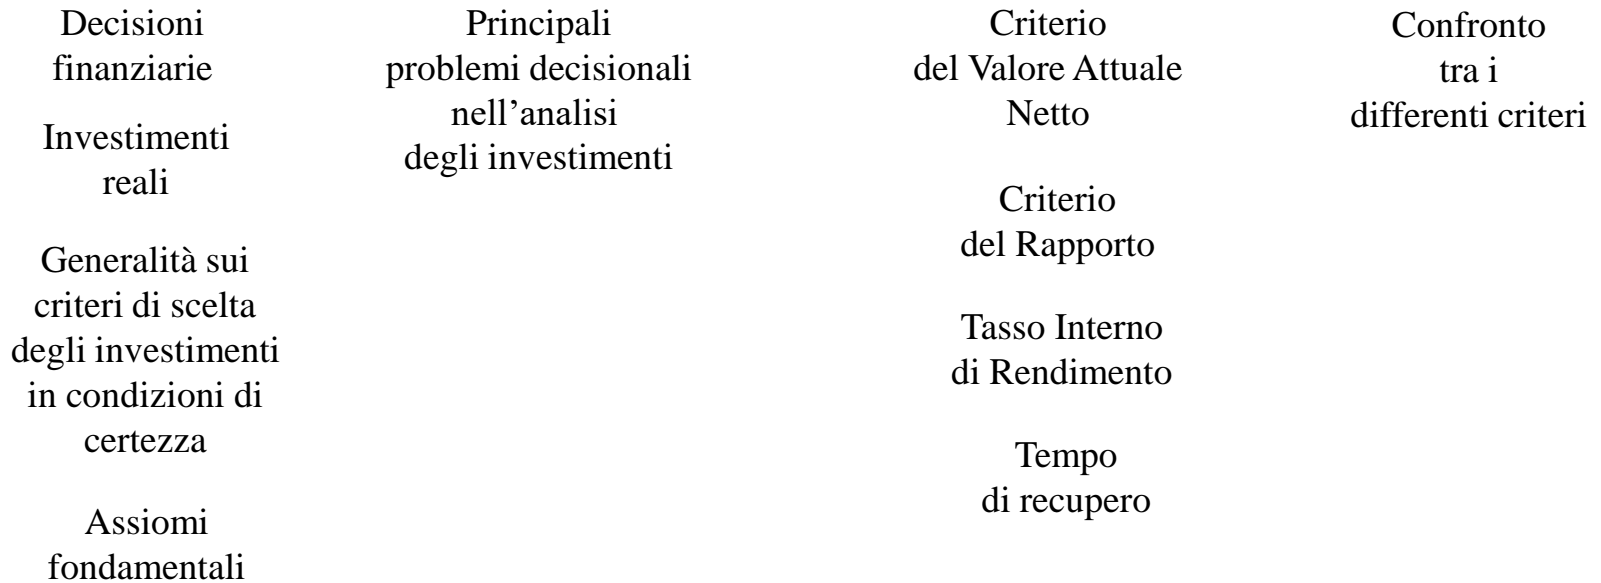 Decisioni
finanziarie
Investimenti
reali
Generalità sui
criteri di scelta
degli investimenti
in condizioni di
certezza
Assiomi
fondamentali
Principali
problemi decisionali
nell’analisi
degli investimenti
Criterio
del Valore Attuale
Netto
Criterio
del Rapporto
Tasso Interno
di Rendimento
Tempo
di recupero
Confronto
tra i
differenti criteri